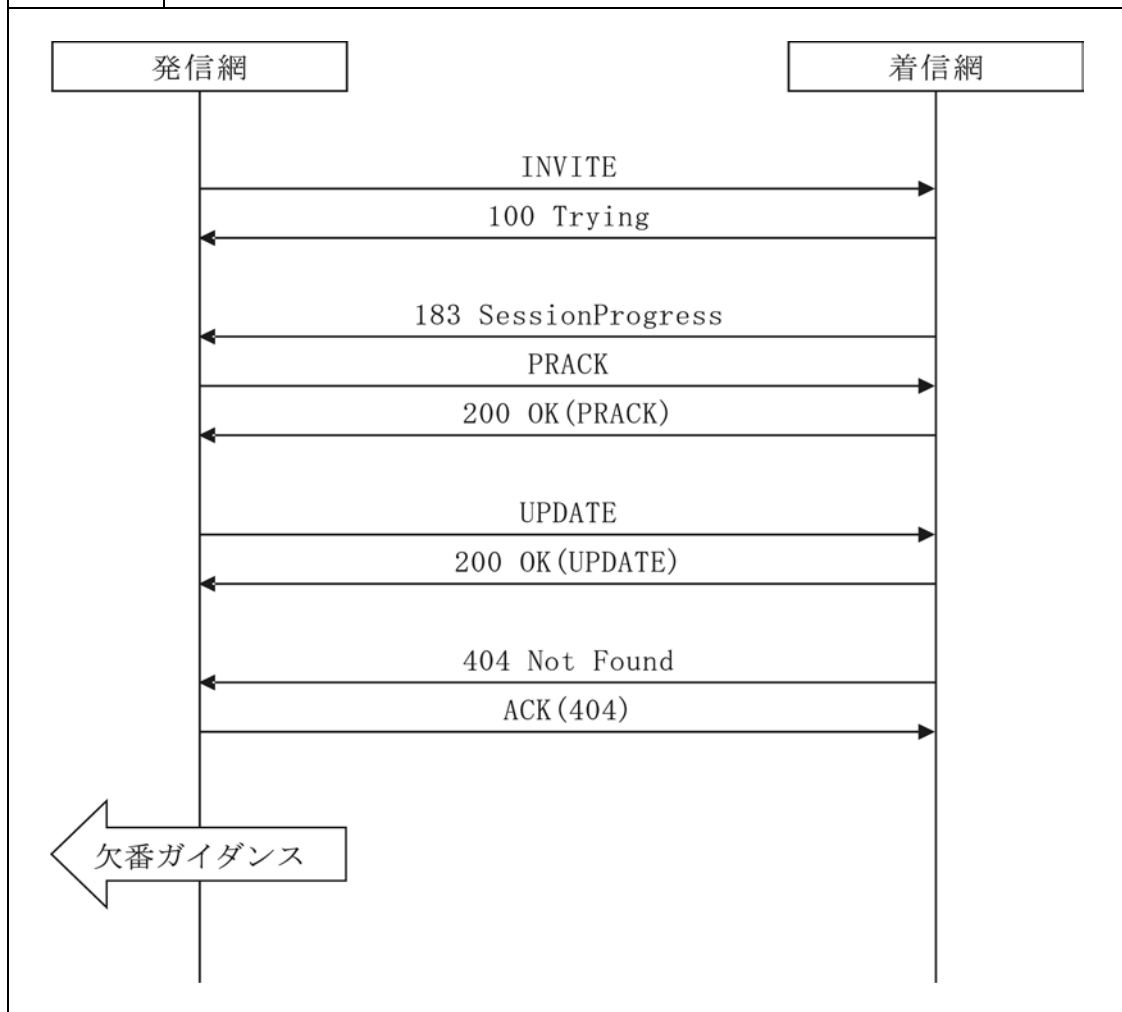 発信網
着信網
INVITE
100 Trying
183 SessionProgress
PRACK
200 OK(PRACK)
UPDATE
200 OK(UPDATE)
404 Not Found
ACK(404)
欠番ガイダンス